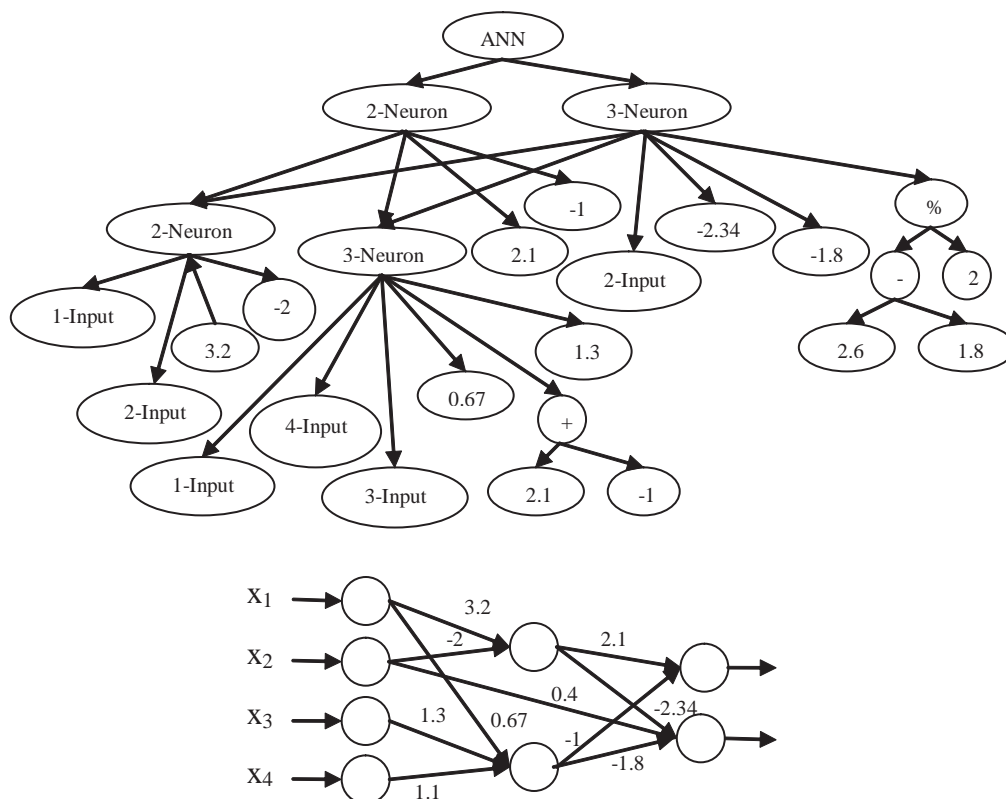 ANN
2-Neuron
3-Neuron
-1
-2.34
%
2-Neuron
3-Neuron
2.1
2-Input
-1.8
-
2
1-Input
-2
3.2
1.3
2.6
1.8
2-Input
4-Input
0.67
+
1-Input
3-Input
2.1
-1
x1
3.2
-2
2.1
x2
0.4
-2.34
x3
1.3
0.67
-1
-1.8
x4
1.1